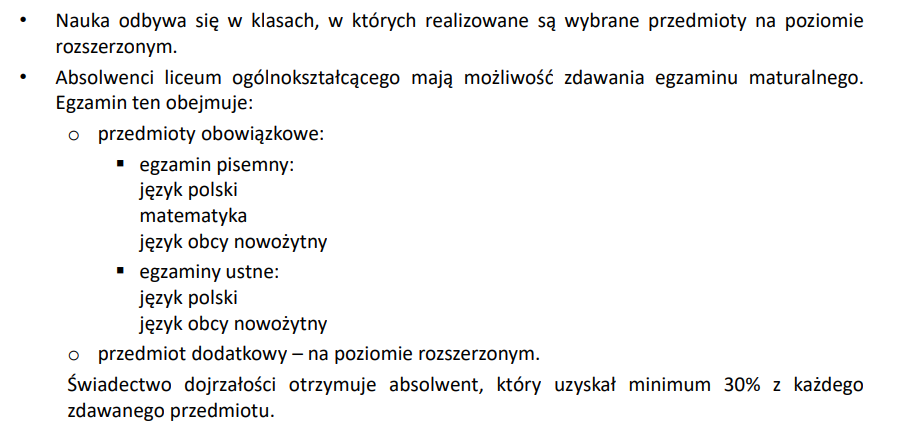 • Nauka odbywa się w klasach, w których realizowane są wybrane przedmioty na poziomie
rozszerzonym.
• Absolwenci liceum ogólnokształcącego mają możliwość zdawania egzaminu maturalnego.
Egzamin ten obejmuje:
o przedmioty obowiązkowe:
▪ egzamin pisemny:
język polski
matematyka
język obcy nowożytny
▪ egzaminy ustne:
język polski
język obcy nowożytny
o przedmiot dodatkowy – na poziomie rozszerzonym.
Świadectwo dojrzałości otrzymuje absolwent, który uzyskał minimum 30% z każdego
zdawanego przedmiotu.